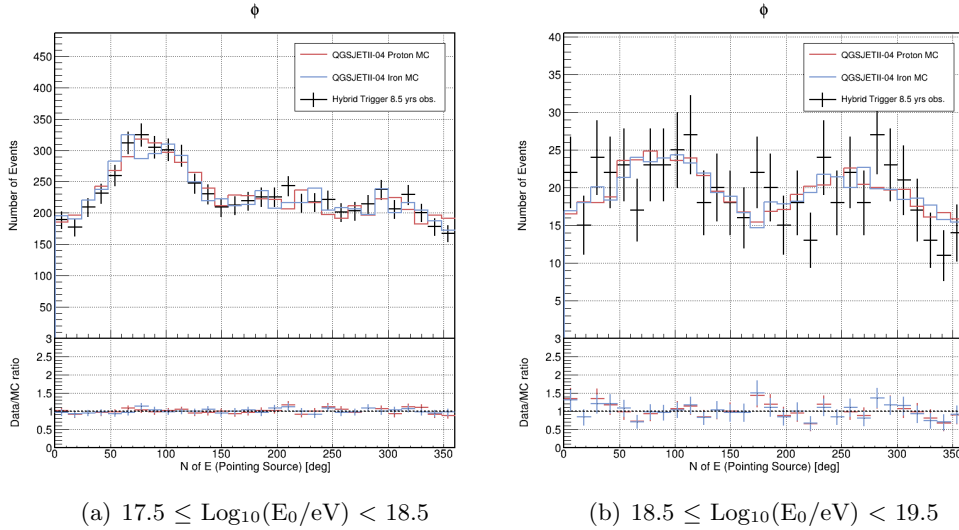 ϕ
QGSJETII-04 Proton MC
QGSJETII-04 Iron MC
Hybrid Trigger 8.5 yrs obs.
Number of Events
450
400
350
300
250
200
150
100
50
3
2.5
2
1.5
1
0.5
0
Data/MC ratio
0 50 100 150 200 250 300 350
N of E (Pointing Source) [deg]
(a) 17.5 ≤ Log₁₀(E₀/eV) < 18.5
ϕ
QGSJETII-04 Proton MC
QGSJETII-04 Iron MC
Hybrid Trigger 8.5 yrs obs.
Number of Events
40
35
30
25
20
15
10
5
3
2.5
2
1.5
1
0.5
0
Data/MC ratio
0 50 100 150 200 250 300 350
N of E (Pointing Source) [deg]
(b) 18.5 ≤ Log₁₀(E₀/eV) < 19.5